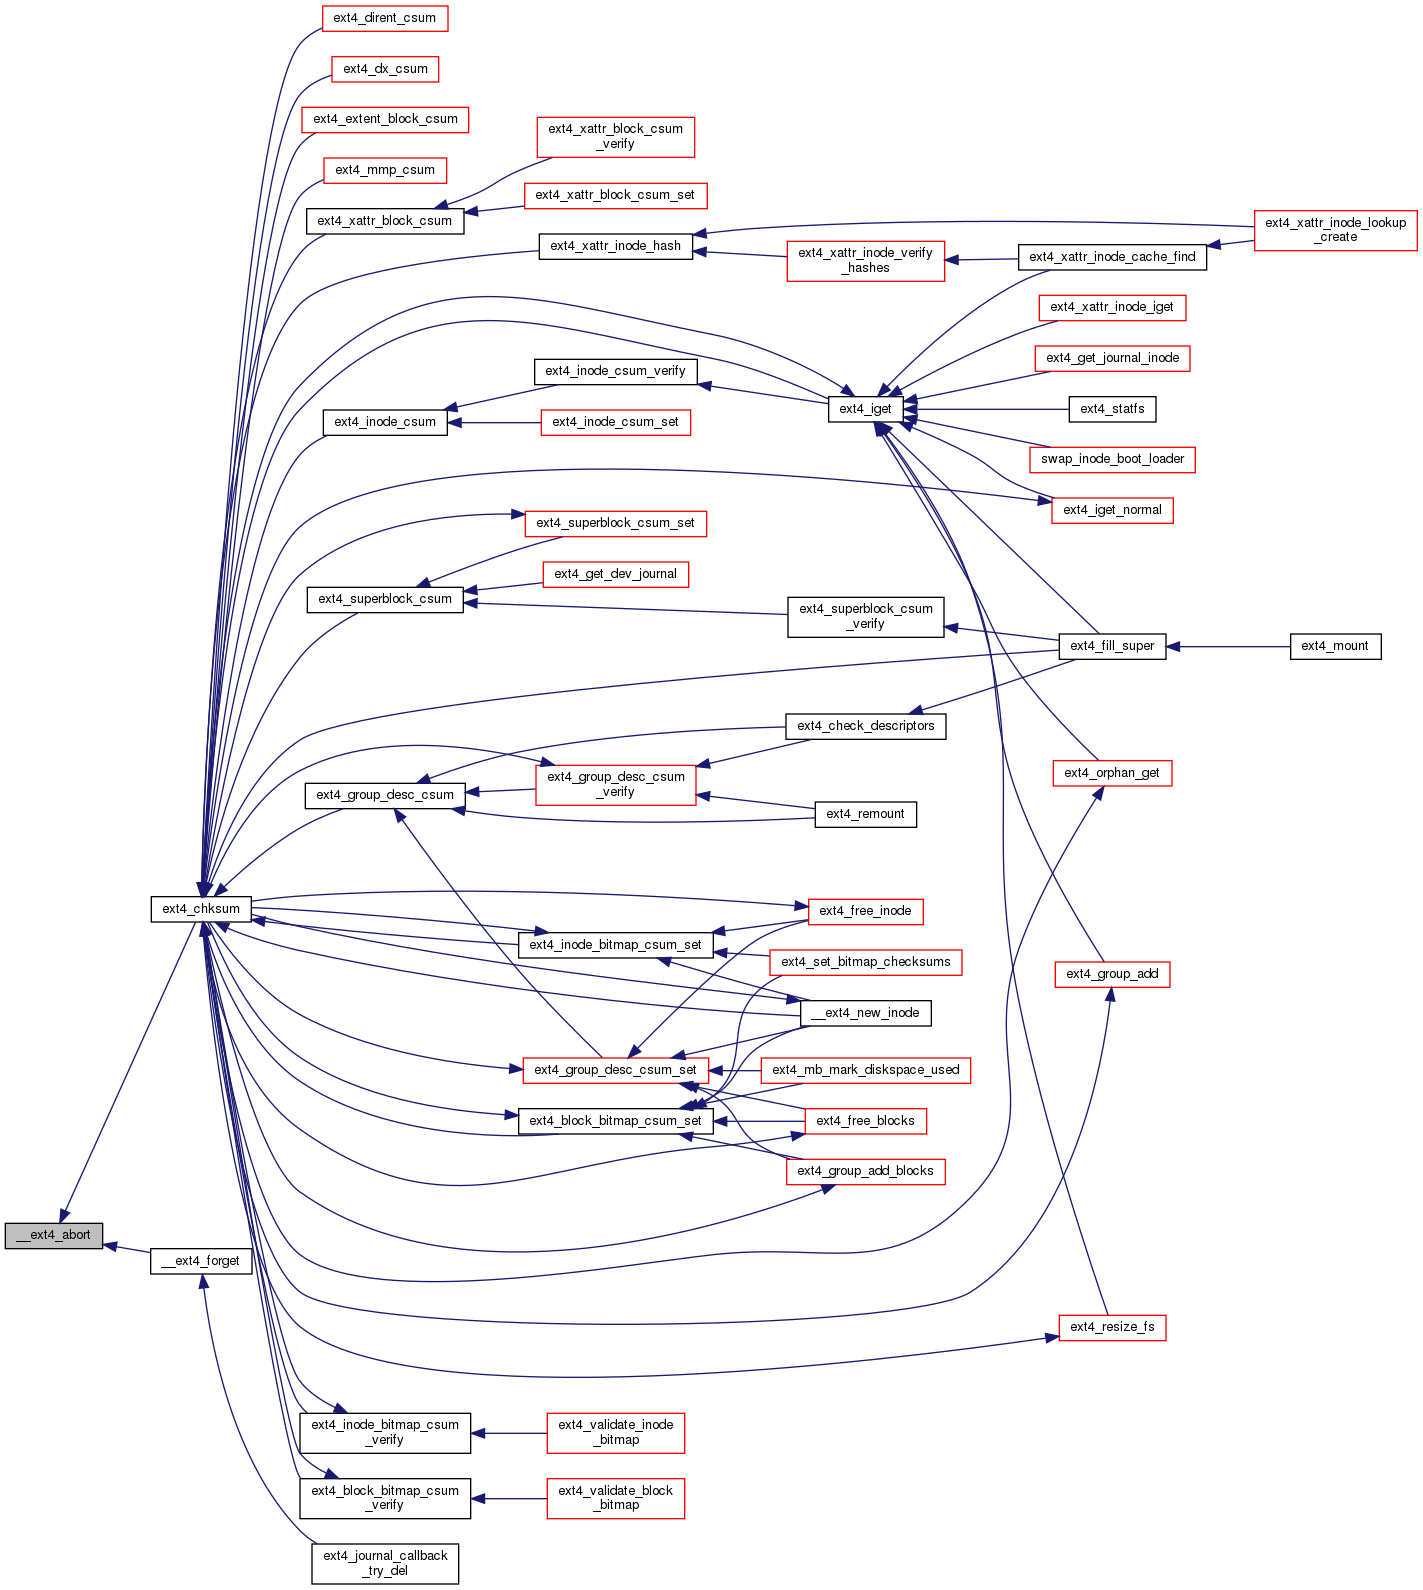 ext4_dirent_csum
ext4_dx_csum
ext4_extent_block_csum
ext4_xattr_block_csum
_verify
ext4_mmp_csum
ext4_xattr_block_csum_set
ext4_xattr_block_csum
ext4_xattr_inode_lookup
_create
ext4_xattr_inode_hash
ext4_xattr_inode_verify
_hashes
ext4_xattr_inode_cache_find
ext4_xattr_inode_iget
ext4_get_journal_inode
ext4_inode_csum_verify
ext4_iget
ext4_statfs
ext4_inode_csum
ext4_inode_csum_set
swap_inode_boot_loader
ext4_iget_normal
ext4_superblock_csum_set
ext4_get_dev_journal
ext4_superblock_csum
ext4_superblock_csum
_verify
ext4_fill_super
ext4_mount
ext4_check_descriptors
ext4_orphan_get
ext4_group_desc_csum
_verify
ext4_group_desc_csum
ext4_remount
ext4_chksum
ext4_free_inode
ext4_inode_bitmap_csum_set
ext4_set_bitmap_checksums
ext4_group_add
__ext4_new_inode
ext4_group_desc_csum_set
ext4_mb_mark_diskspace_used
ext4_block_bitmap_csum_set
ext4_free_blocks
ext4_group_add_blocks
__ext4_abort
__ext4_forget
ext4_resize_fs
ext4_inode_bitmap_csum
_verify
ext4_validate_inode
_bitmap
ext4_block_bitmap_csum
_verify
ext4_validate_block
_bitmap
ext4_journal_callback
_try_del